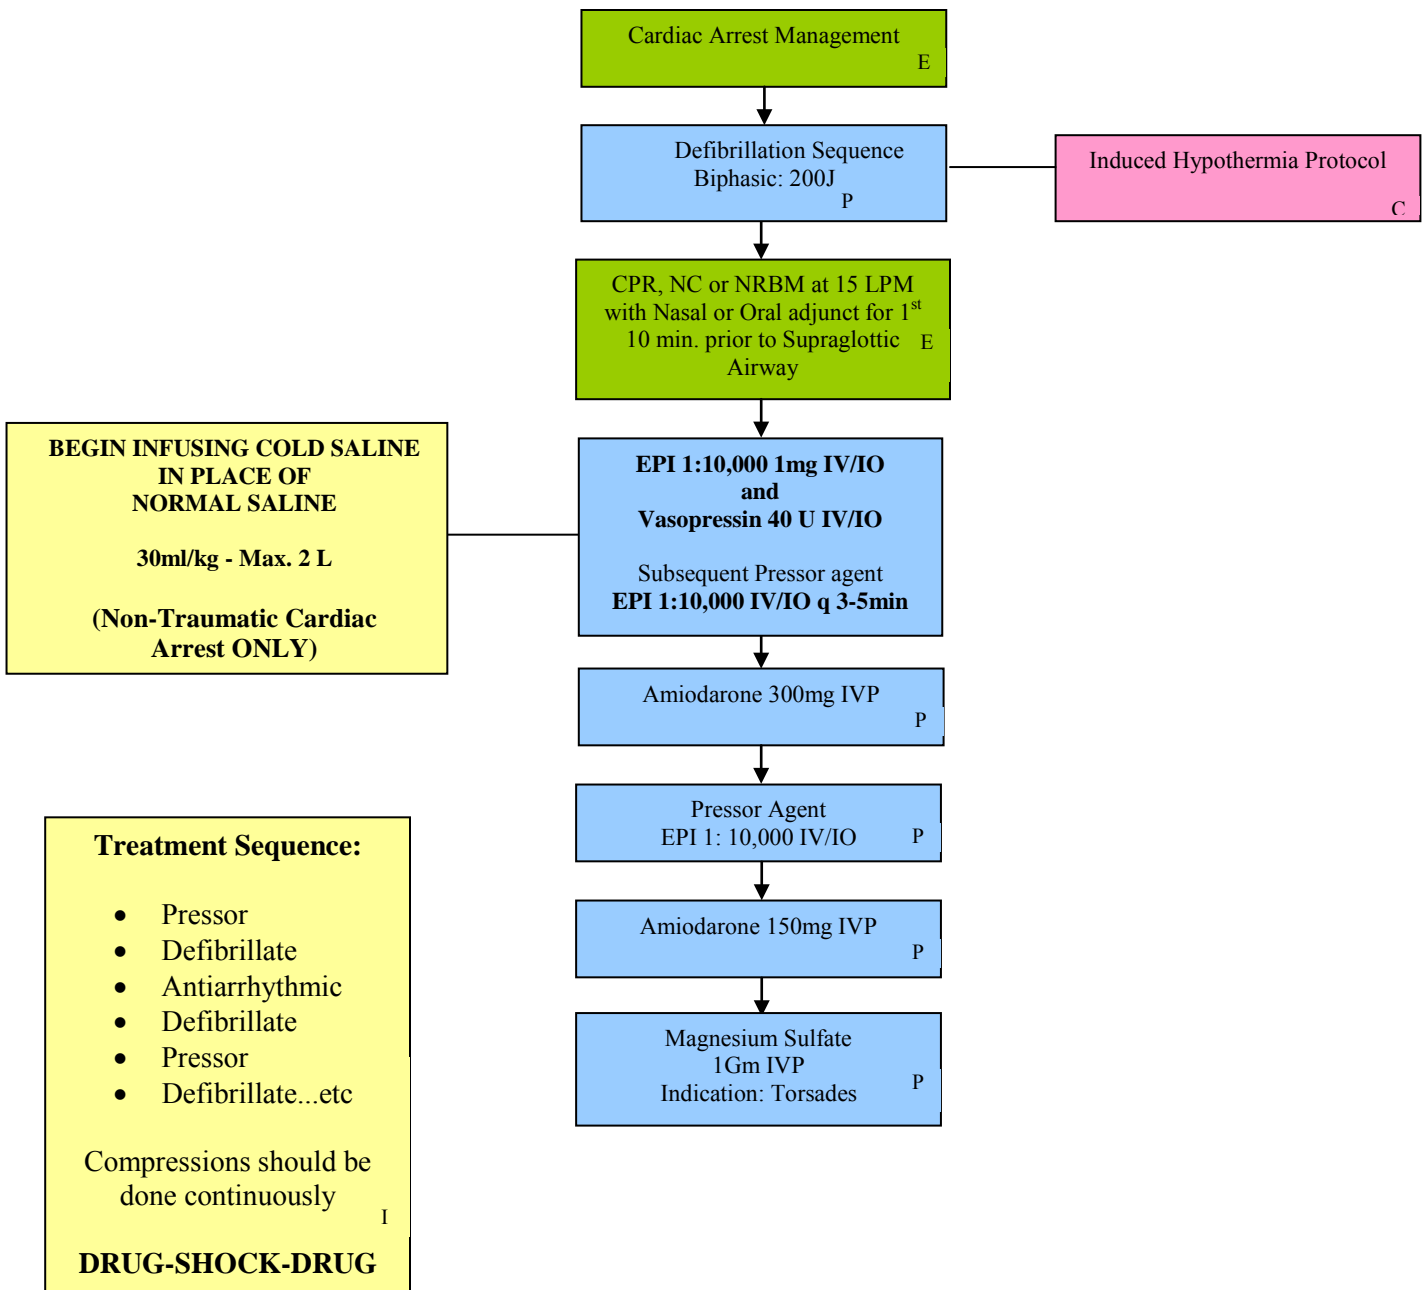 Cardiac Arrest Management
E
Defibrillation Sequence
Biphasic: 200J
P
Induced Hypothermia Protocol
C
CPR, NC or NRBM at 15 LPM
with Nasal or Oral adjunct for 1st
10 min. prior to Supraglottic E
Airway
BEGIN INFUSING COLD SALINE
IN PLACE OF
NORMAL SALINE
30ml/kg - Max. 2 L
(Non-Traumatic Cardiac
Arrest ONLY)
EPI 1:10,000 1mg IV/IO
and
Vasopressin 40 U IV/IO
Subsequent Pressor agent
EPI 1:10,000 IV/IO q 3-5min
Amiodarone 300mg IVP
P
Pressor Agent
EPI 1: 10,000 IV/IO P
Amiodarone 150mg IVP
P
Magnesium Sulfate
1Gm IVP
Indication: Torsades P
Treatment Sequence:
• Pressor
• Defibrillate
• Antiarrhythmic
• Defibrillate
• Pressor
• Defibrillate...etc
Compressions should be
done continuously
I
DRUG-SHOCK-DRUG